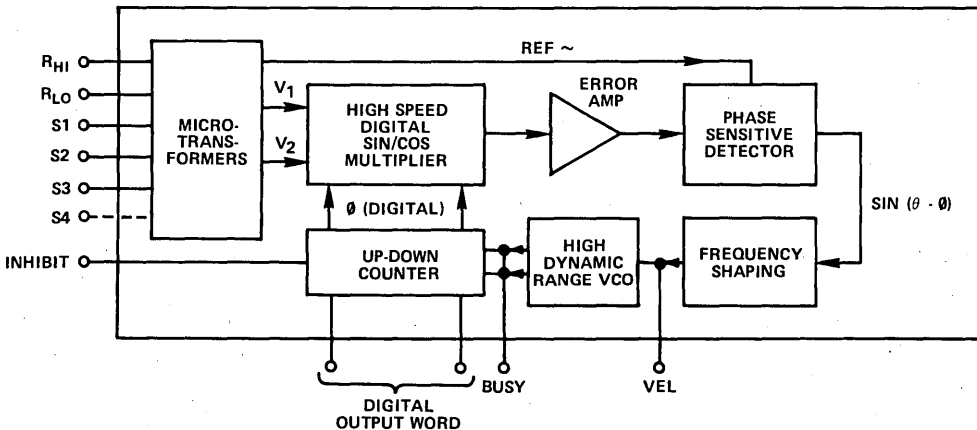 REF ~
R_HI
R_LO
S1
S2
S3
S4
INHIBIT
MICRO-
TRANS-
FORMERS
V1
V2
HIGH SPEED
DIGITAL
SIN/COS
MULTIPLIER
ERROR
AMP
PHASE
SENSITIVE
DETECTOR
SIN (θ - ø)
ø (DIGITAL)
UP-DOWN
COUNTER
HIGH
DYNAMIC
RANGE VCO
FREQUENCY
SHAPING
BUSY
VEL
DIGITAL
OUTPUT WORD